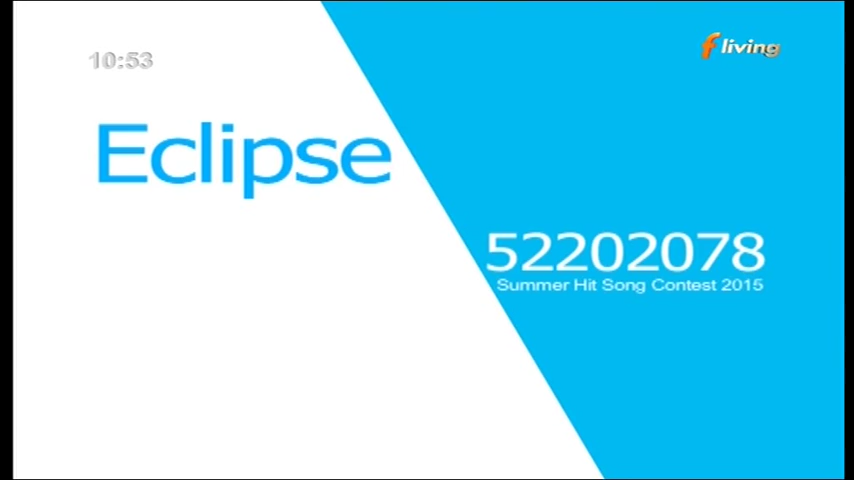 10:53
f living
Eclipse
52202078
Summer Hit Song Contest 2015